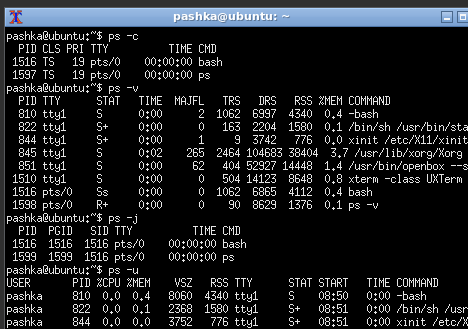 pashka@ubuntu: ~
pashka@ubuntu:~$ ps -c
PID CLS PRI TTY TIME CMD
1516 TS 19 pts/0 00:00:00 bash
1597 TS 19 pts/0 00:00:00 ps
pashka@ubuntu:~$ ps -v
PID TTY STAT TIME MAJFL TRS DRS RSS %MEM COMMAND
810 tty1 S 0:00 2 1062 6997 4340 0.4 -bash
822 tty1 S+ 0:00 0 163 2204 1580 0.1 /bin/sh /usr/bin/sta
844 tty1 S+ 0:00 1 9 3742 776 0.0 xinit /etc/X11/xinit
845 tty1 S 0:02 265 2464 104683 38404 3.7 /usr/lib/xorg/Xorg
851 tty1 S 0:00 62 404 52927 14448 1.4 /usr/bin/openbox --s
1510 tty1 S 0:00 0 504 14123 8648 0.8 xterm -class UXTerm
1516 pts/0 Ss 0:00 0 1062 6865 4112 0.4 bash
1598 pts/0 R+ 0:00 0 90 8629 1376 0.1 ps -v
pashka@ubuntu:~$ ps -j
PID PGID SID TTY TIME CMD
1516 1516 1516 pts/0 00:00:00 bash
1599 1599 1516 pts/0 00:00:00 ps
pashka@ubuntu:~$ ps -u
USER PID %CPU %MEM VSZ RSS TTY STAT START TIME COMMAND
pashka 810 0.0 0.4 8060 4340 tty1 S 08:50 0:00 -bash
pashka 822 0.0 0.1 2368 1580 tty1 S+ 08:51 0:00 /bin/sh /usr
pashka 844 0.0 0.0 3752 776 tty1 S+ 08:51 0:00 xinit /etc/X